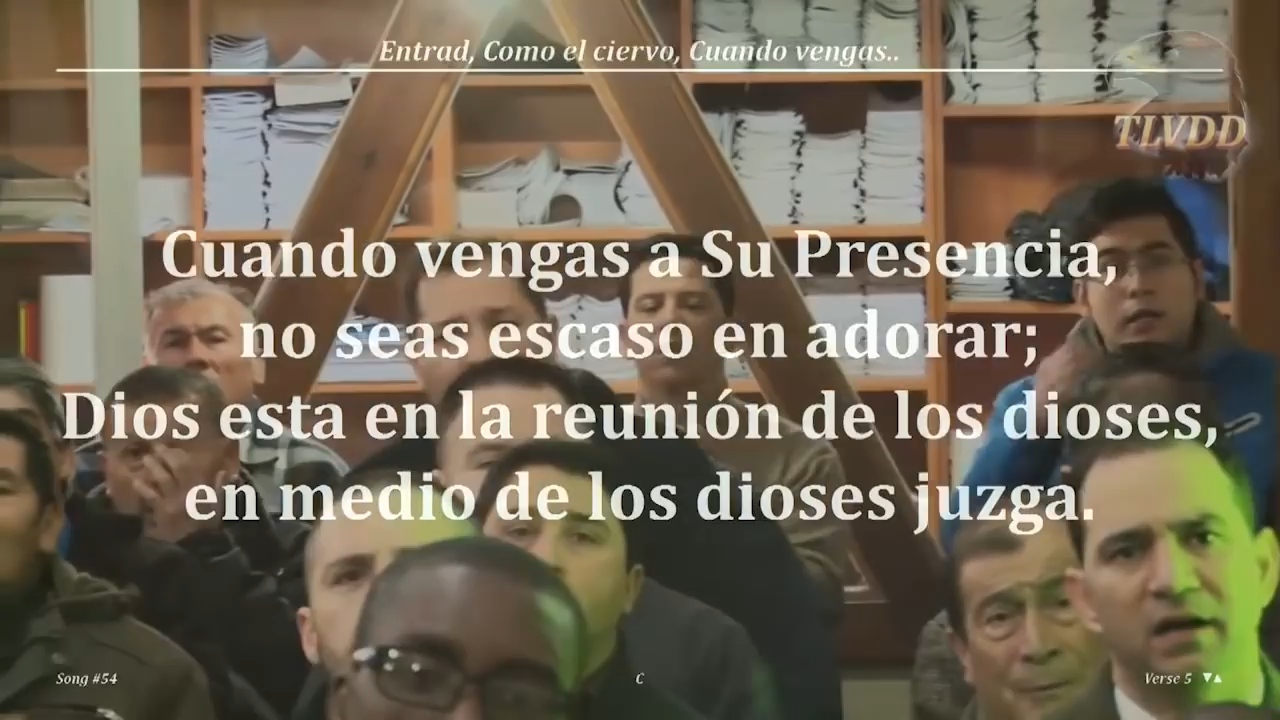 Entrad, Como el ciervo, Cuando vengas..
TLVDD
Cuando vengas a Su Presencia,
no seas escaso en adorar;
Dios esta en la reunión de los dioses,
en medio de los dioses juzga.
Song #54
C
Verse 5 ▼▲